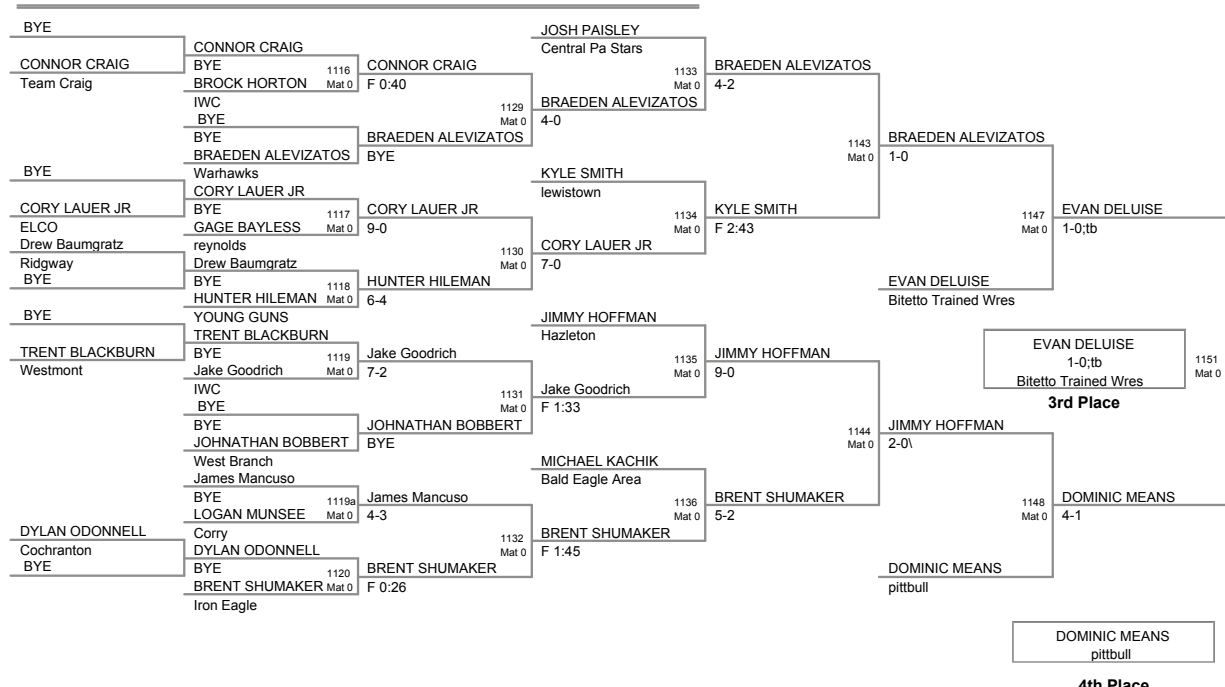 BYE
CONNOR CRAIG
Team Craig
BYE
CORY LAUER JR
ELCO
Drew Baumgratz
Ridgway
BYE
BYE
TRENT BLACKBURN
Westmont
DYLAN ODONNELL
Cochranton
BYE
CONNOR CRAIG
BYE
1116
BROCK HORTON
Mat 0
IWC
BYE
BYE
BRAEDEN ALEVIZATOS
Warhawks
CORY LAUER JR
BYE
1117
GAGE BAYLESS
Mat 0
reynolds
Drew Baumgratz
BYE
1118
HUNTER HILEMAN
Mat 0
YOUNG GUNS
TRENT BLACKBURN
BYE
1119
Jake Goodrich
Mat 0
IWC
BYE
BYE
JOHNATHAN BOBBERT
West Branch
James Mancuso
BYE
1119a
LOGAN MUNSEE
Mat 0
Corry
DYLAN ODONNELL
BYE
1120
BRENT SHUMAKER
Mat 0
Iron Eagle
CONNOR CRAIG
F 0:40
1129
Mat 0
BRAEDEN ALEVIZATOS
BYE
CORY LAUER JR
9-0
1130
Mat 0
HUNTER HILEMAN
6-4
Jake Goodrich
7-2
1131
Mat 0
JOHNATHAN BOBBERT
BYE
James Mancuso
4-3
1132
Mat 0
BRENT SHUMAKER
F 0:26
JOSH PAISLEY
Central Pa Stars
1133
Mat 0
BRAEDEN ALEVIZATOS
4-0
KYLE SMITH
lewistown
1134
Mat 0
CORY LAUER JR
7-0
JIMMY HOFFMAN
Hazleton
1135
Mat 0
Jake Goodrich
F 1:33
MICHAEL KACHIK
Bald Eagle Area
1136
Mat 0
BRENT SHUMAKER
F 1:45
BRAEDEN ALEVIZATOS
4-2
1143
Mat 0
KYLE SMITH
F 2:43
JIMMY HOFFMAN
9-0
1144
Mat 0
BRENT SHUMAKER
5-2
BRAEDEN ALEVIZATOS
1-0
1147
Mat 0
EVAN DELUISE
Bitetto Trained Wres
JIMMY HOFFMAN
2-0\
1148
Mat 0
DOMINIC MEANS
pittbull
EVAN DELUISE
1-0;tb
EVAN DELUISE
1-0;tb
Bitetto Trained Wres
3rd Place
1151
Mat 0
DOMINIC MEANS
4-1
DOMINIC MEANS
pittbull
4th Place